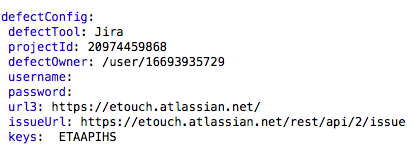 defectConfig:
defectTool: Jira
projectId: 20974459868
defectOwner: /user/16693935729
username:
password:
url3: https://etouch.atlassian.net/
issueUrl: https://etouch.atlassian.net/rest/api/2/issue
keys:  ETAAPIHS